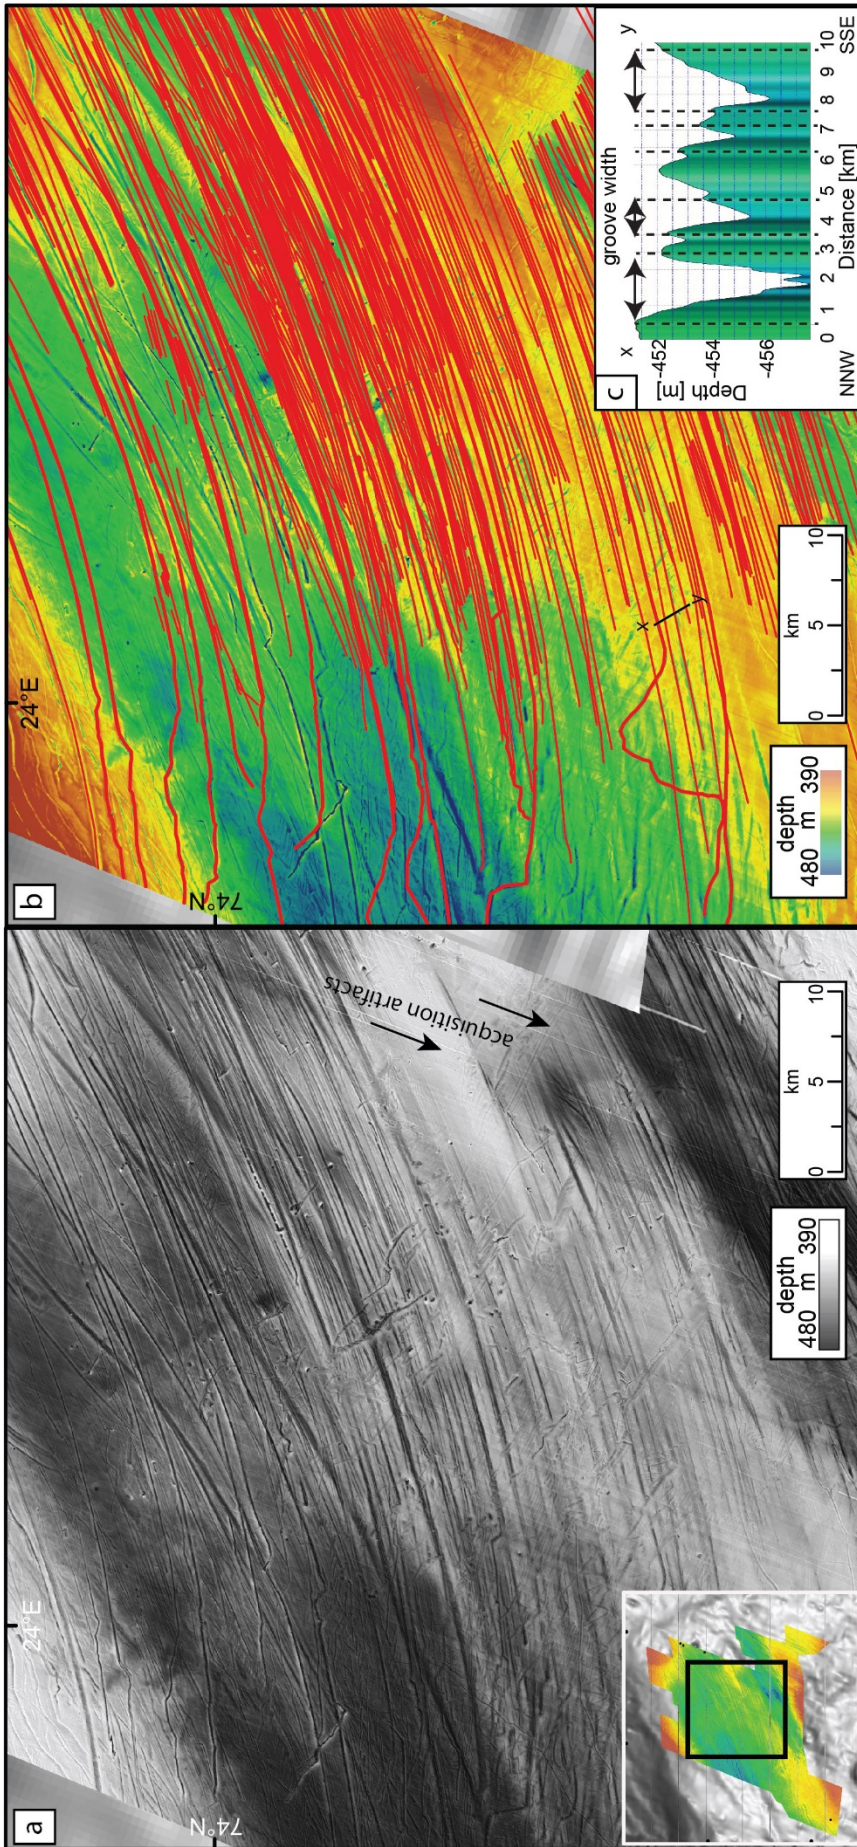 a
24°E
74°N
acquisition artifacts
depth
480 m 390
km
0 5 10
b
24°E
74°N
x
y
depth
480 m 390
km
0 5 10
c
x
y
groove width
-452
-454
-456
Depth [m]
0 1 2 3 4 5 6 7 8 9 10
NNW
Distance [km]
SSE